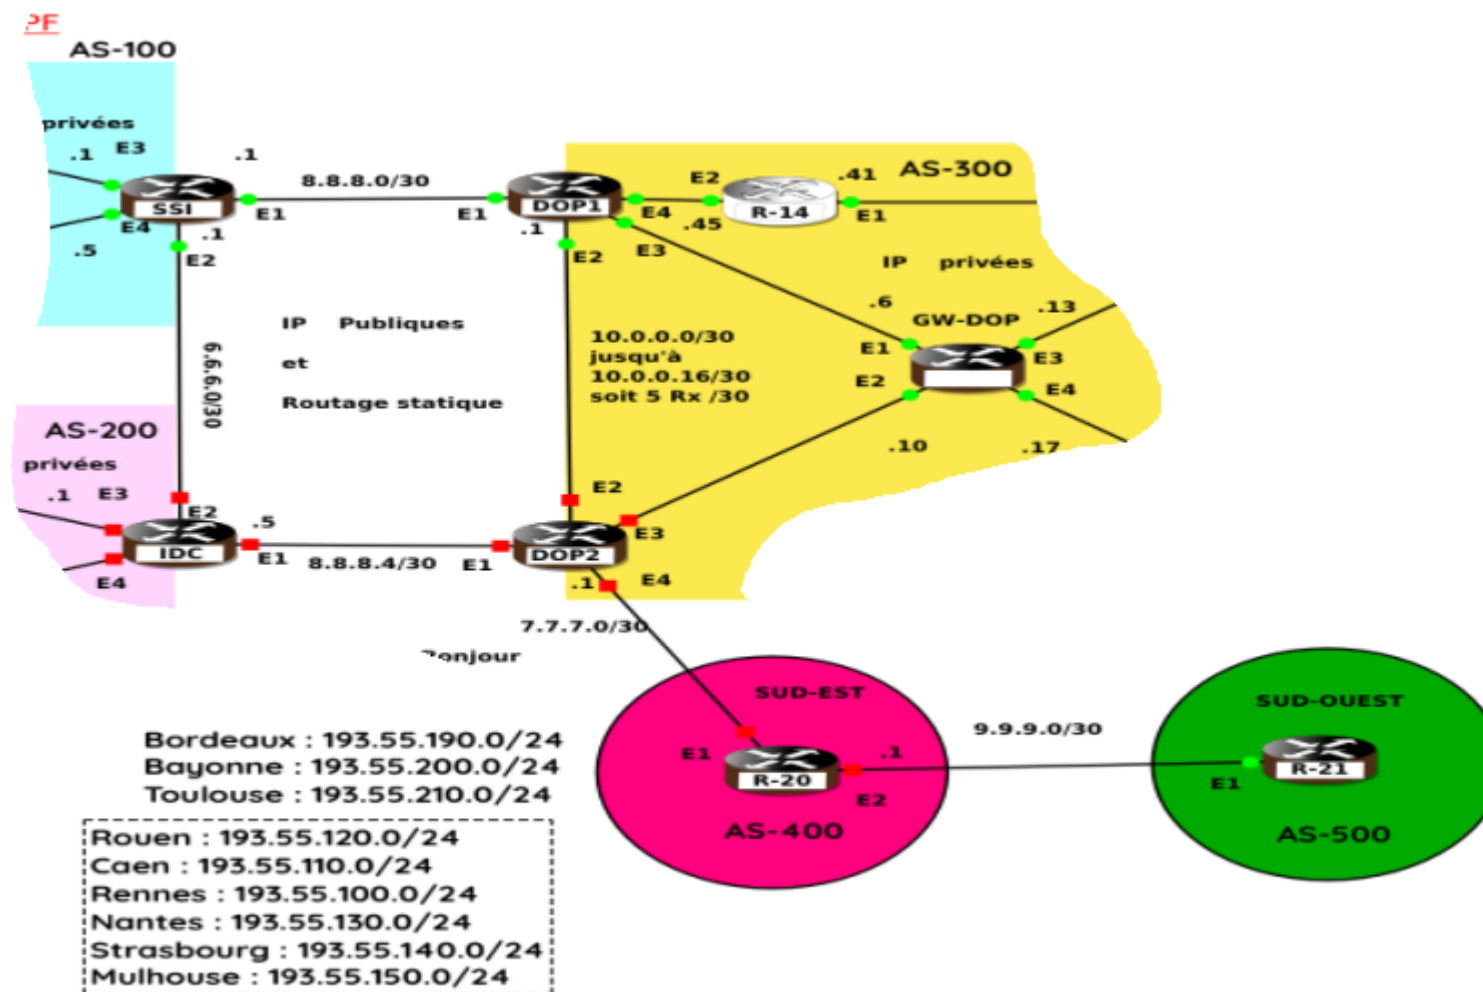 PF
AS-100
privées
.1 E3
.1
8.8.8.0/30
SSI
E1
E1
DOP1
E4
.5
.1
E2
.1
E2
E2
E4
.45
E3
R-14
.41
E1
AS-300
IP privées
.6
.13
GW-DOP
E1
E3
E2
E4
.10
.17
IP Publiques
et
Routage statique
6.6.6.0/30
10.0.0.0/30
jusqu'à
10.0.0.16/30
soit 5 Rx /30
AS-200
privées
.1 E3
E2
.5
IDC
E1
E4
8.8.8.4/30
E1
E2
DOP2
E3
.1
E4
7.7.7.0/30
Bonjour
SUD-EST
E1
R-20
.1
E2
AS-400
9.9.9.0/30
SUD-OUEST
E1
R-21
AS-500
Bordeaux : 193.55.190.0/24
Bayonne : 193.55.200.0/24
Toulouse : 193.55.210.0/24
Rouen : 193.55.120.0/24
Caen : 193.55.110.0/24
Rennes : 193.55.100.0/24
Nantes : 193.55.130.0/24
Strasbourg : 193.55.140.0/24
Mulhouse : 193.55.150.0/24